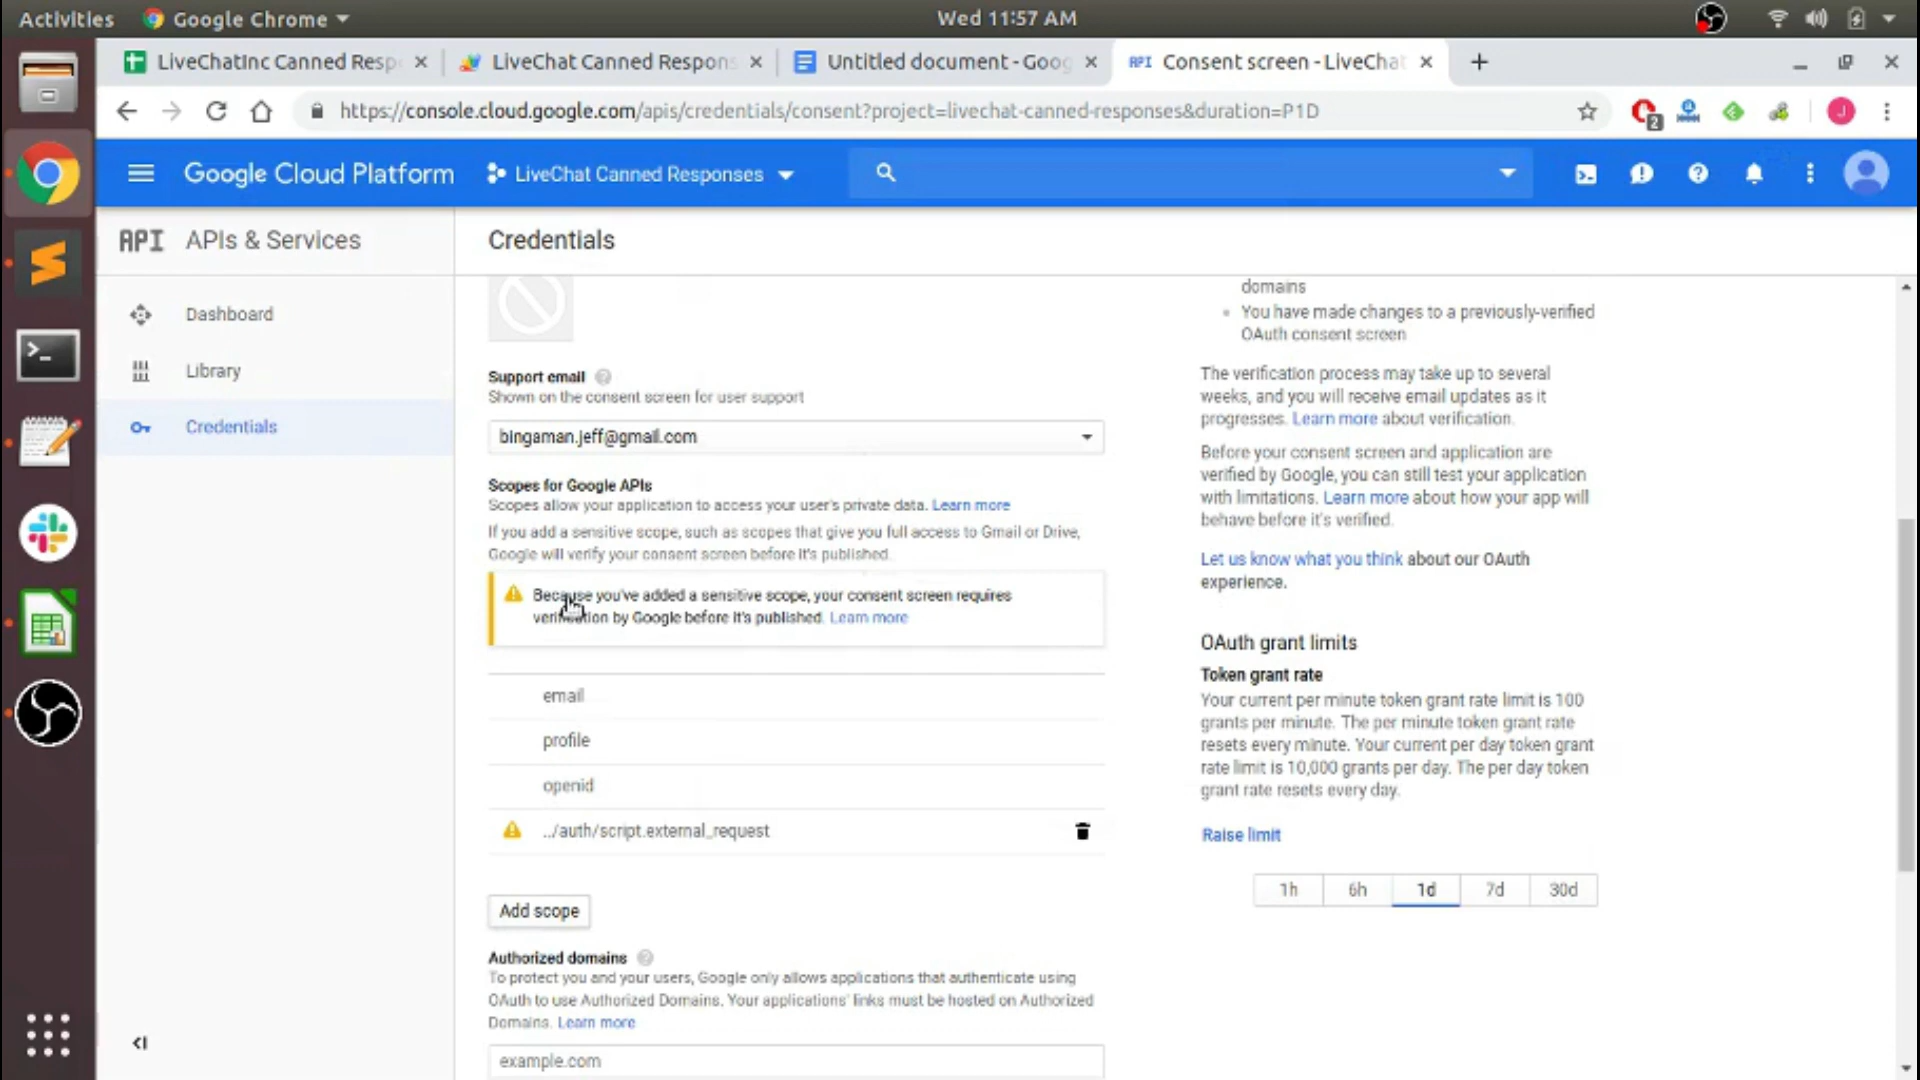 Activities Google Chrome Wed 11:57 AM
LiveChatInc Canned Resp LiveChat Canned Respons Untitled document - Goog API Consent screen - LiveChat
https://console.cloud.google.com/apis/credentials/consent?project=livechat-canned-responses&duration=P1D 2 J
Google Cloud Platform LiveChat Canned Responses
API APIs & Services Credentials
Dashboard
Library
Credentials
Support email
Shown on the consent screen for user support
bingaman.jeff@gmail.com
Scopes for Google APIs
Scopes allow your application to access your user's private data. Learn more
If you add a sensitive scope, such as scopes that give you full access to Gmail or Drive,
Google will verify your consent screen before it's published.
Because you've added a sensitive scope, your consent screen requires
verification by Google before it's published. Learn more
email
profile
openid
../auth/script.external_request
Add scope
Authorized domains
To protect you and your users, Google only allows applications that authenticate using
OAuth to use Authorized Domains. Your applications' links must be hosted on Authorized
Domains. Learn more
example.com
domains
You have made changes to a previously-verified
OAuth consent screen
The verification process may take up to several
weeks, and you will receive email updates as it
progresses. Learn more about verification.
Before your consent screen and application are
verified by Google, you can still test your application
with limitations. Learn more about how your app will
behave before it's verified.
Let us know what you think about our OAuth
experience.
OAuth grant limits
Token grant rate
Your current per minute token grant rate limit is 100
grants per minute. The per minute token grant rate
resets every minute. Your current per day token grant
rate limit is 10,000 grants per day. The per day token
grant rate resets every day.
Raise limit
1h 6h 1d 7d 30d